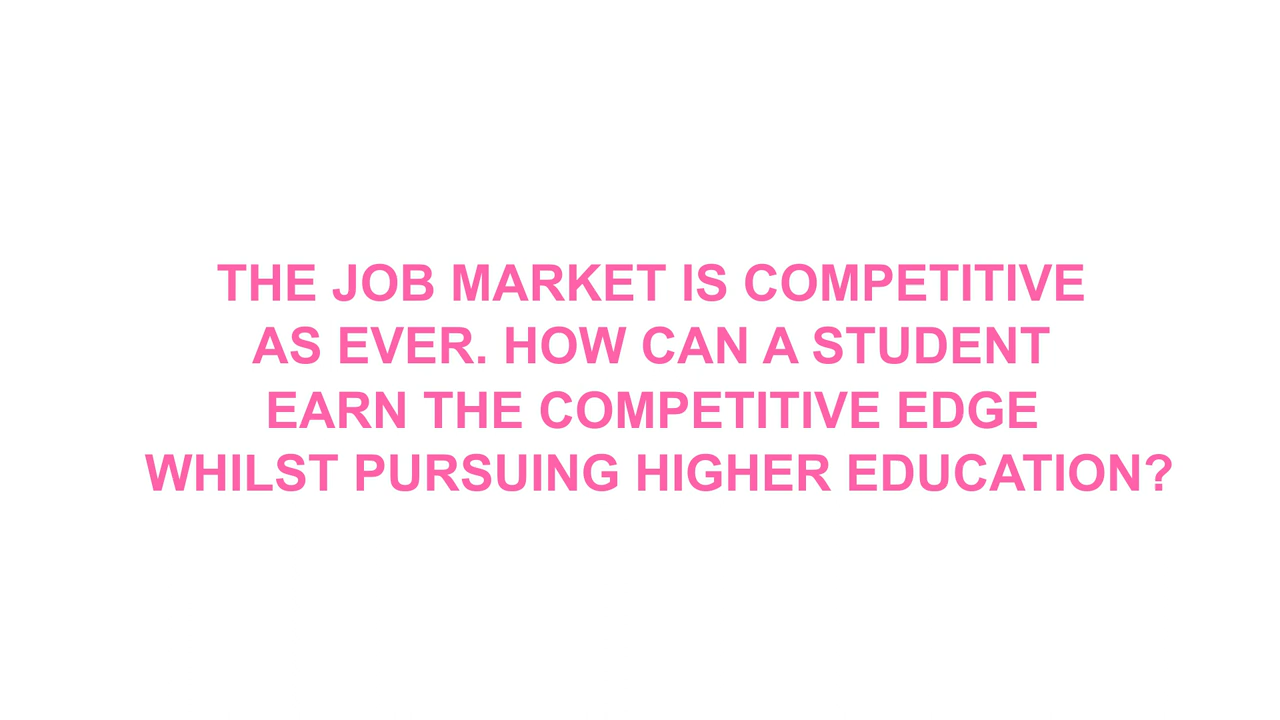 THE JOB MARKET IS COMPETITIVE
AS EVER. HOW CAN A STUDENT
EARN THE COMPETITIVE EDGE
WHILST PURSUING HIGHER EDUCATION?